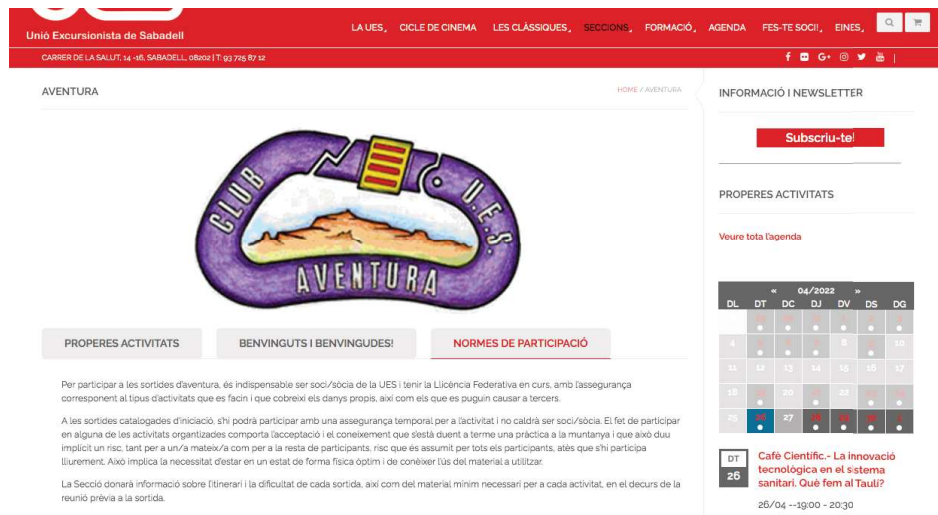 Unió Excursionista de Sabadell
LA UES
CICLE DE CINEMA
LES CLÀSSIQUES
SECCIONS
FORMACIÓ
AGENDA
FES-TE SOCI!
EINES
CARRER DE LA SALUT, 14 -16, SABADELL, 08202 | T: 93 725 87 12
AVENTURA
HOME / AVENTURA
CLUB U.E.S.
AVENTURA
PROPERES ACTIVITATS
BENVINGUTS I BENVINGUDES!
NORMES DE PARTICIPACIÓ
Per participar a les sortides d'aventura, és indispensable ser soci/sòcia de la UES i tenir la Llicència Federativa en curs, amb l'assegurança
corresponent al tipus d'activitats que es facin i que cobreixi els danys propis, així com els que es puguin causar a tercers.
A les sortides catalogades d'iniciació, s'hi podrà participar amb una assegurança temporal per a l'activitat i no caldrà ser soci/sòcia. El fet de participar
en alguna de les activitats organitzades comporta l'acceptació i el coneixement que s'està duent a terme una pràctica a la muntanya i que això duu
implícit un risc, tant per a un/a mateix/a com per a la resta de participants, risc que és assumit per tots els participants, atès que s'hi participa
lliurement. Això implica la necessitat d'estar en un estat de forma física òptim i de conèixer l'ús del material a utilitzar.
La Secció donarà informació sobre l'itinerari i la dificultat de cada sortida, així com del material mínim necessari per a cada activitat, en el decurs de la
reunió prèvia a la sortida.
INFORMACIÓ I NEWSLETTER
Subscriu-te!
PROPERES ACTIVITATS
Veure tota l'agenda
« 04/2022 »
DL DT DC DJ DV DS DG
4 8 10
11 12 13 14 15 16 17
18 20 22
25 26 27
DT
26
Cafè Científic.- La innovació
tecnològica en el sistema
sanitari. Què fem al Taulí?
26/04 --19:00 - 20:30